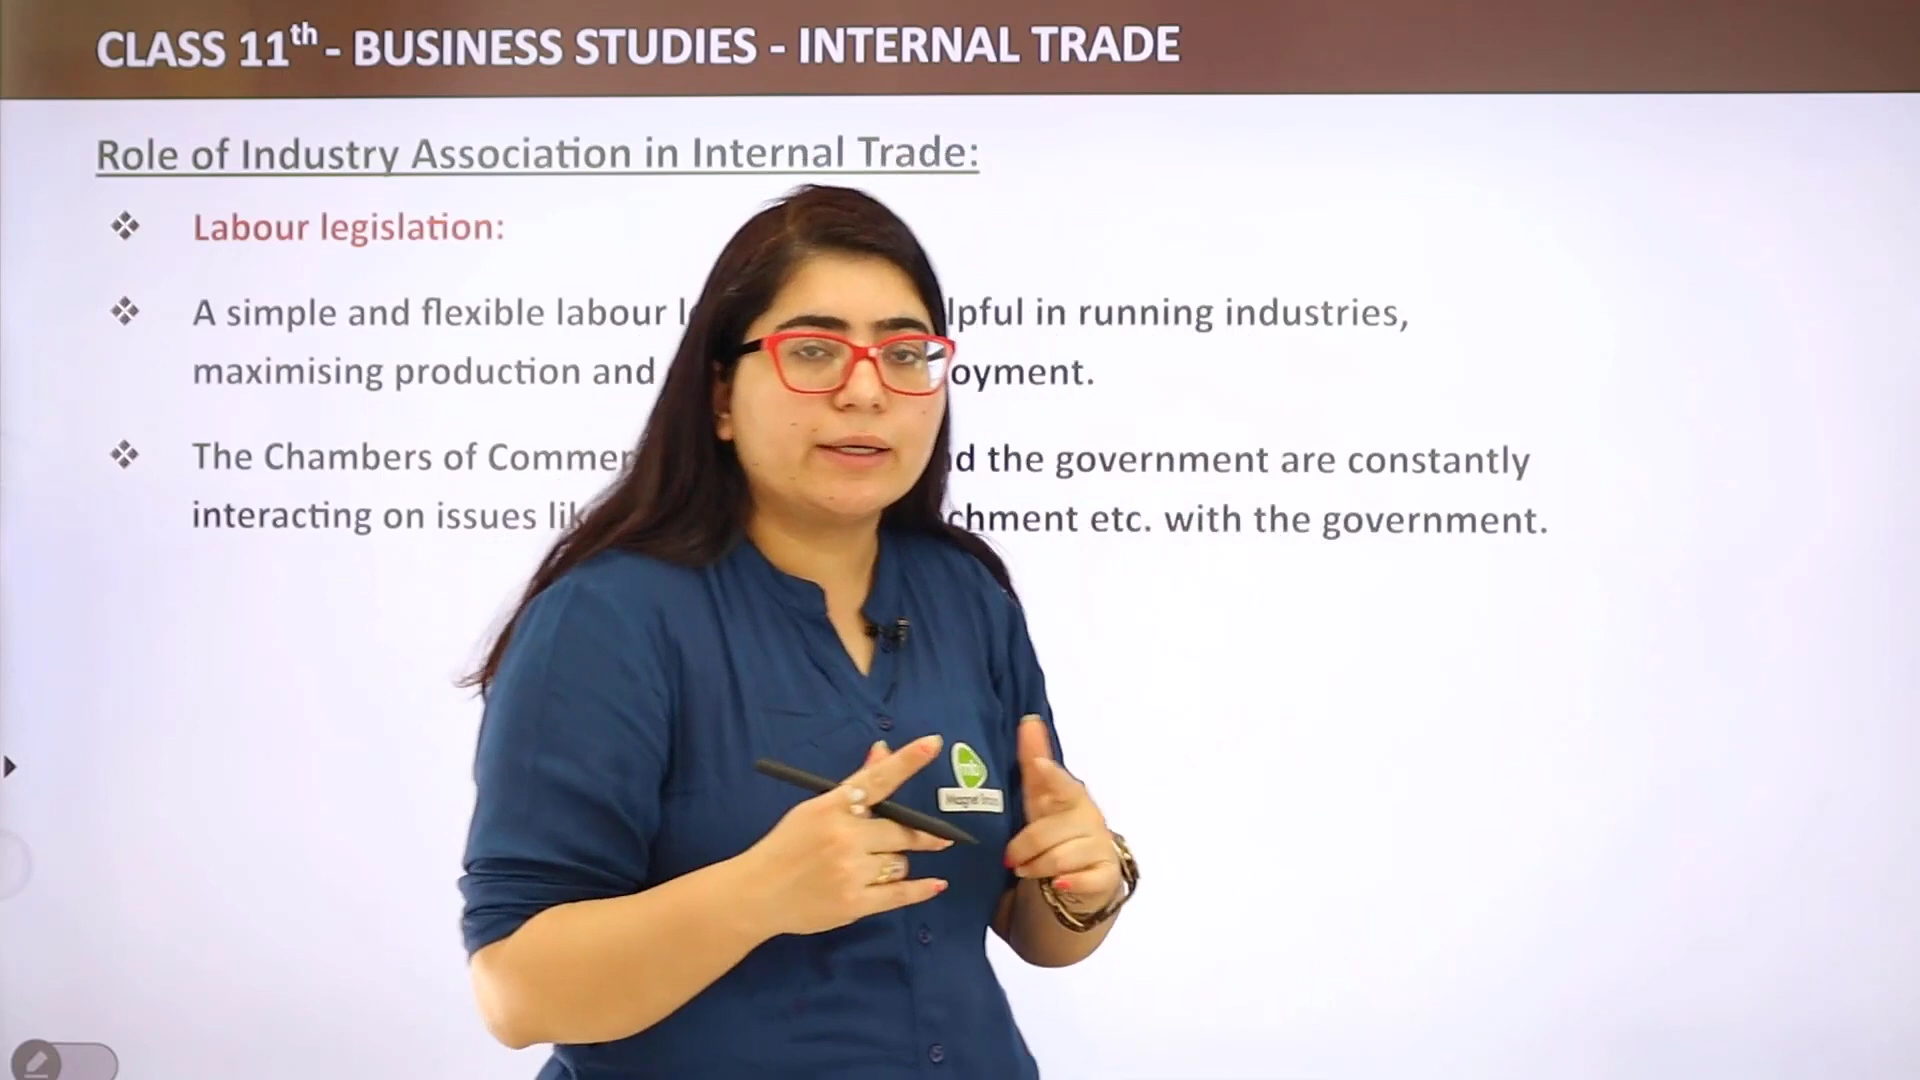 CLASS 11th - BUSINESS STUDIES - INTERNAL TRADE
Role of Industry Association in Internal Trade:
Labour legislation:
A simple and flexible labour lpful in running industries,
maximising production and oyment.
The Chambers of Commer d the government are constantly
interacting on issues li chment etc. with the government.
mb